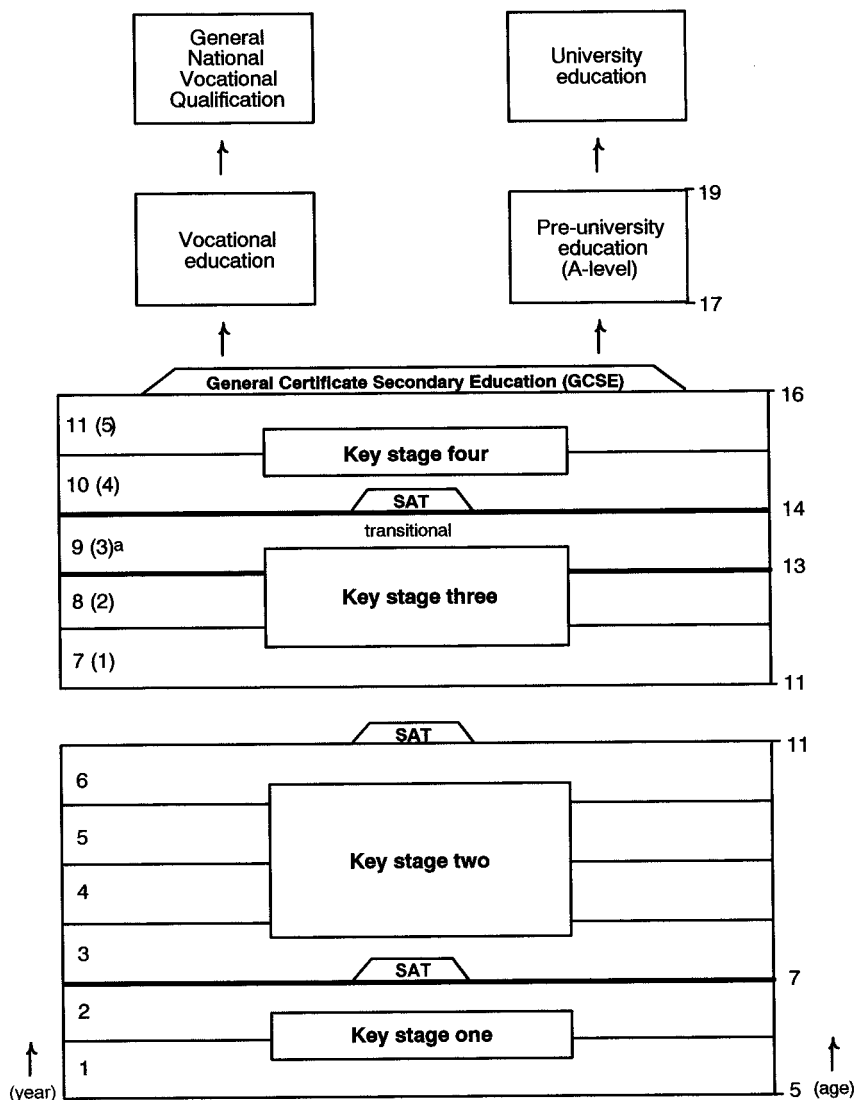 General
National
Vocational
Qualification
University
education
Vocational
education
19
Pre-university
education
(A-level)
17
General Certificate Secondary Education (GCSE)
16
11 (5)
Key stage four
10 (4)
SAT
14
transitional
9 (3)a
13
Key stage three
8 (2)
7 (1)
11
SAT
11
6
5
Key stage two
4
3
SAT
7
2
Key stage one
1
(year)
5 (age)